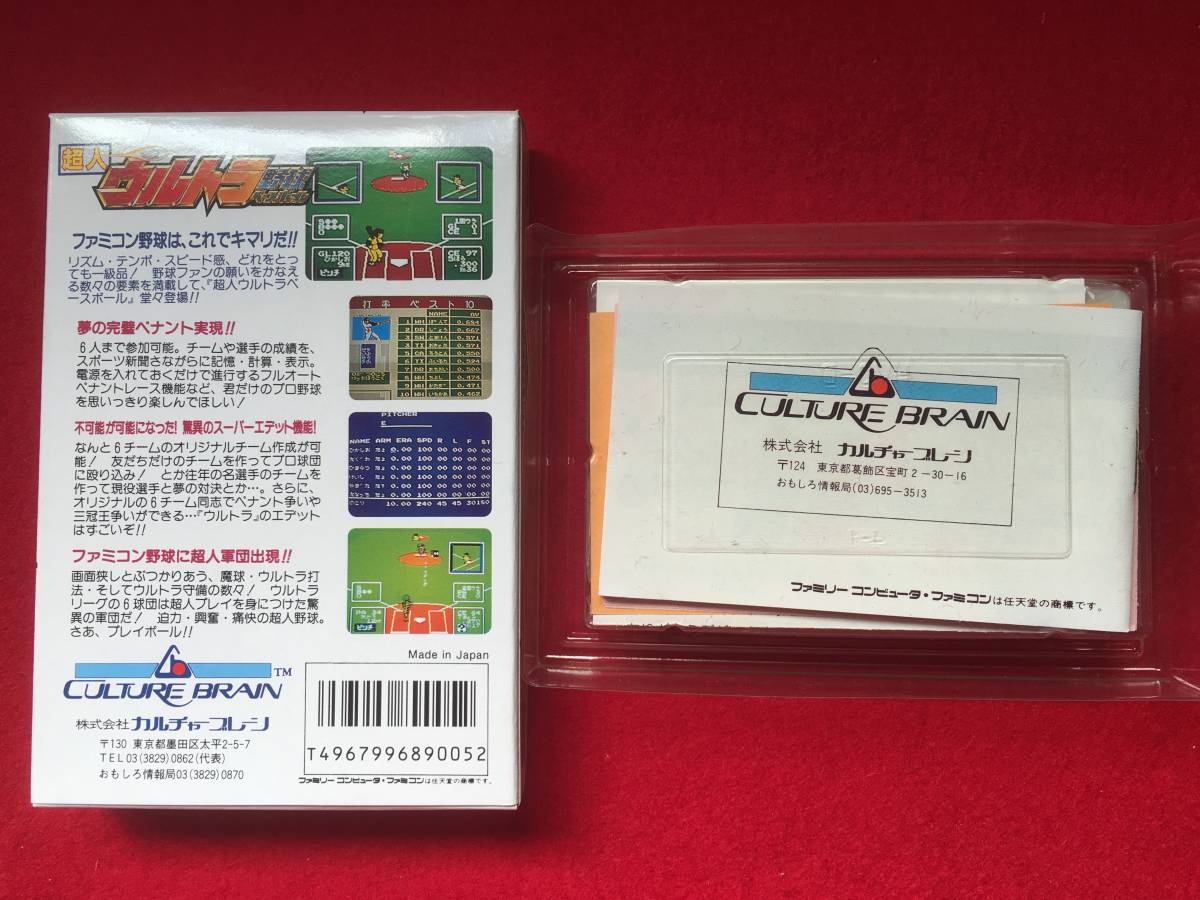 超人
ウルトラ野球
ファミコン野球は、これでキマリだ!!
リズム・テンポ・スピード感、どれをとっ
ても一級品! 野球ファンの願いをかなえ
る数々の要素を満載して、『超人ウルトラベ
ースボール』堂々登場!!
夢の完璧ペナント実現!!
6人まで参加可能。チームや選手の成績を、
スポーツ新聞さながらに記憶・計算・表示。
電源を入れておくだけで進行するフルオート
ペナントレース機能など、君だけのプロ野球
を思いっきり楽しんでほしい!
不可能が可能になった! 驚異のスーパーエデット機能!
なんと6チームのオリジナルチーム作成が可
能! 友だちだけのチームを作ってプロ球団
に殴り込み! とか往年の名選手のチームを
作って現役選手と夢の対決とか…。さらに、
オリジナルの6チーム同志でペナント争いや
三冠王争いができる…『ウルトラ』のエデット
はすごいぞ!!
ファミコン野球に超人軍団出現!!
画面狭しとぶつかりあう、魔球・ウルトラ打
法・そしてウルトラ守備の数々! ウルトラ
リーグの6球団は超人プレイを身につけた驚
異の軍団だ! 迫力・興奮・痛快の超人野球。
さあ、プレイボール!!
打率 ベスト10
NAME AV
PITCHER
NAME ARM ERA SPD R L F ST
のこり 10.00 240 45 45 30 150
ピンチ
Made in Japan
CULTURE BRAIN TM
株式会社 カルチャーブレーン
〒130 東京都墨田区太平2-5-7
TEL03(3829)0862(代表)
おもしろ情報局03(3829)0870
T4967996890052
ファミリー コンピュータ・ファミコンは任天堂の商標です。
CULTURE BRAIN
株式会社 カルチャーブレーン
〒124 東京都葛飾区宝町2-30-16
おもしろ情報局(03)695-3513
ファミリー コンピュータ・ファミコンは任天堂の商標です。